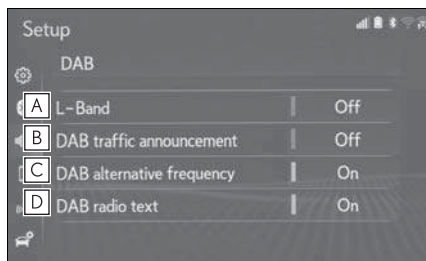 Setup
DAB
A L-Band Off
B DAB traffic announcement Off
C DAB alternative frequency On
D DAB radio text On